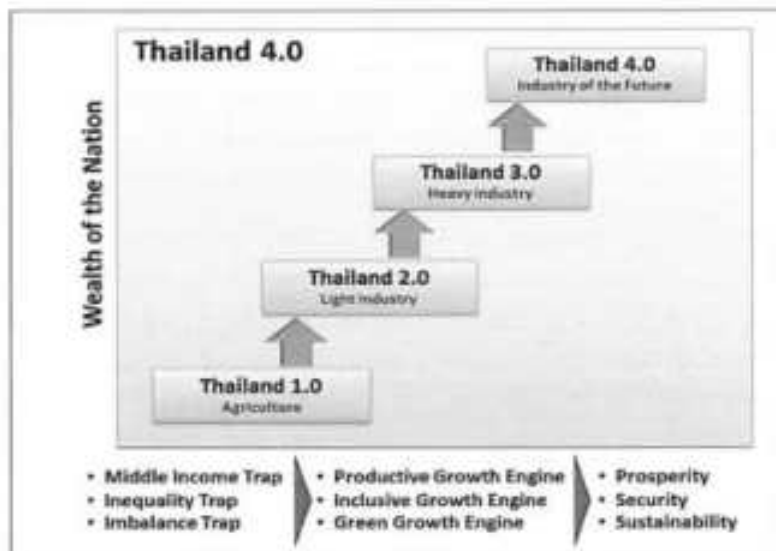 Thailand 4.0
Thailand 4.0
Industry of the Future
Thailand 3.0
Heavy Industry
Thailand 2.0
Light Industry
Thailand 1.0
Agriculture
Wealth of the Nation
• Middle Income Trap
• Inequality Trap
• Imbalance Trap
• Productive Growth Engine
• Inclusive Growth Engine
• Green Growth Engine
• Prosperity
• Security
• Sustainability